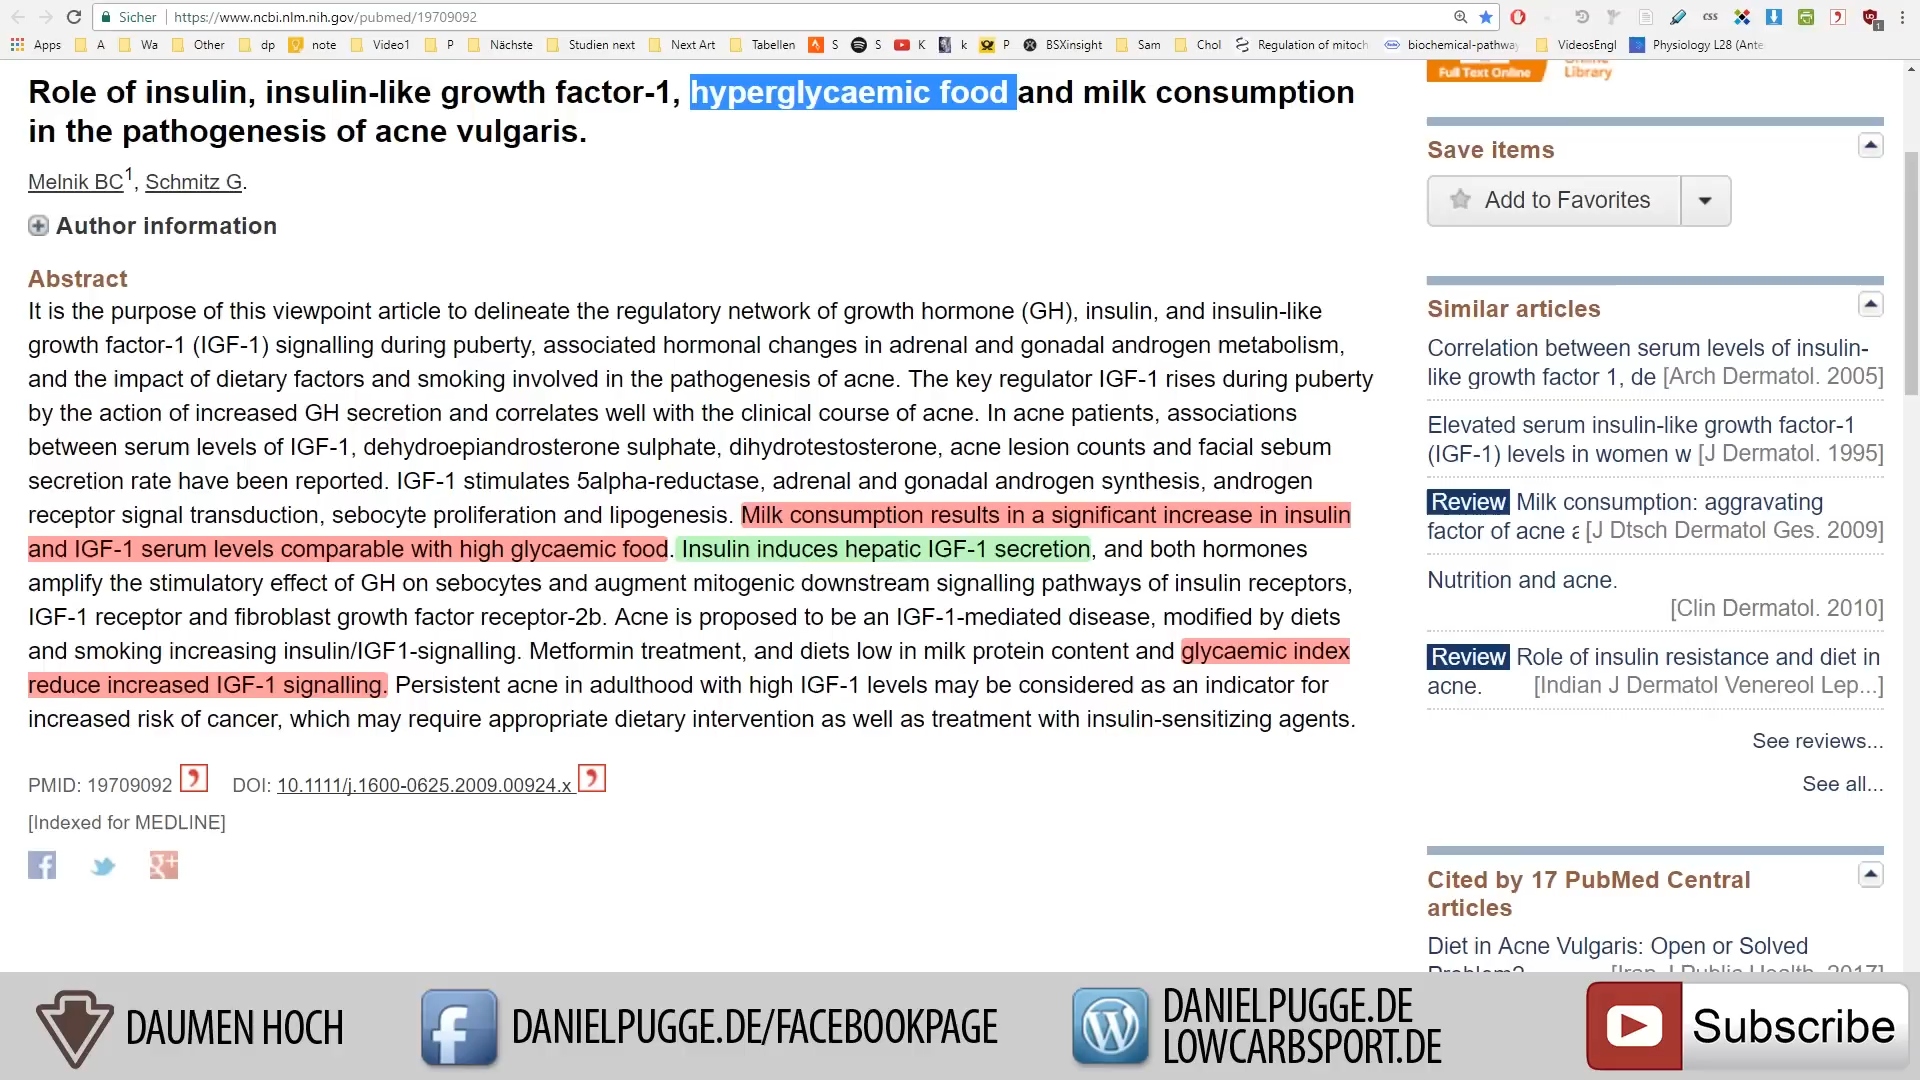 Sicher | https://www.ncbi.nlm.nih.gov/pubmed/19709092
Apps A Wa Other dp note Video1 P Nächste Studien next Next Art Tabellen S S K k P BSXinsight Sam Chol Regulation of mitoch biochemical-pathway VideosEngl Physiology L28 (Ante
Role of insulin, insulin-like growth factor-1, hyperglycaemic food and milk consumption
in the pathogenesis of acne vulgaris.
Melnik BC1, Schmitz G.
Author information
Abstract
It is the purpose of this viewpoint article to delineate the regulatory network of growth hormone (GH), insulin, and insulin-like
growth factor-1 (IGF-1) signalling during puberty, associated hormonal changes in adrenal and gonadal androgen metabolism,
and the impact of dietary factors and smoking involved in the pathogenesis of acne. The key regulator IGF-1 rises during puberty
by the action of increased GH secretion and correlates well with the clinical course of acne. In acne patients, associations
between serum levels of IGF-1, dehydroepiandrosterone sulphate, dihydrotestosterone, acne lesion counts and facial sebum
secretion rate have been reported. IGF-1 stimulates 5alpha-reductase, adrenal and gonadal androgen synthesis, androgen
receptor signal transduction, sebocyte proliferation and lipogenesis. Milk consumption results in a significant increase in insulin
and IGF-1 serum levels comparable with high glycaemic food. Insulin induces hepatic IGF-1 secretion, and both hormones
amplify the stimulatory effect of GH on sebocytes and augment mitogenic downstream signalling pathways of insulin receptors,
IGF-1 receptor and fibroblast growth factor receptor-2b. Acne is proposed to be an IGF-1-mediated disease, modified by diets
and smoking increasing insulin/IGF1-signalling. Metformin treatment, and diets low in milk protein content and glycaemic index
reduce increased IGF-1 signalling. Persistent acne in adulthood with high IGF-1 levels may be considered as an indicator for
increased risk of cancer, which may require appropriate dietary intervention as well as treatment with insulin-sensitizing agents.
PMID: 19709092 DOI: 10.1111/j.1600-0625.2009.00924.x
[Indexed for MEDLINE]
Full Text Online Library
Save items
Add to Favorites
Similar articles
Correlation between serum levels of insulin-
like growth factor 1, de [Arch Dermatol. 2005]
Elevated serum insulin-like growth factor-1
(IGF-1) levels in women w [J Dermatol. 1995]
Review Milk consumption: aggravating
factor of acne a [J Dtsch Dermatol Ges. 2009]
Nutrition and acne.
[Clin Dermatol. 2010]
Review Role of insulin resistance and diet in
acne. [Indian J Dermatol Venereol Lep...]
See reviews...
See all...
Cited by 17 PubMed Central
articles
Diet in Acne Vulgaris: Open or Solved
Problem? [Iran J Public Health. 2017]
DAUMEN HOCH
DANIELPUGGE.DE/FACEBOOKPAGE
DANIELPUGGE.DE
LOWCARBSPORT.DE
Subscribe